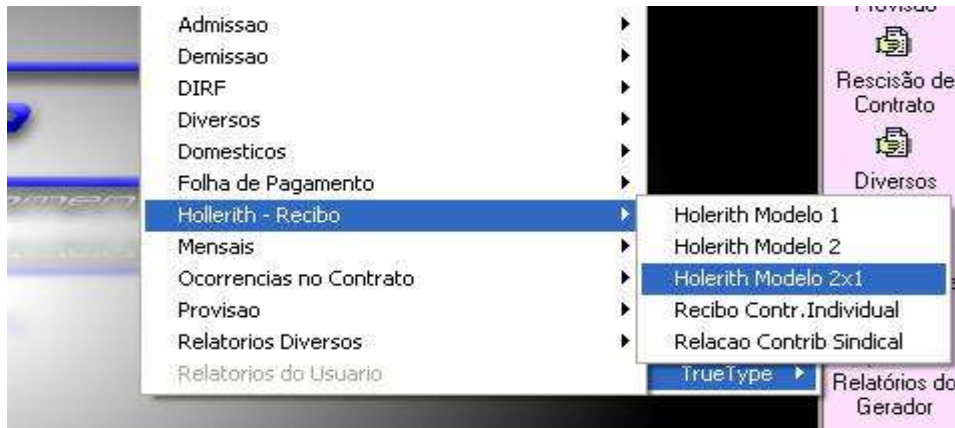 Admissao
Demissao
DIRF
Diversos
Domesticos
Folha de Pagamento
Hollerith - Recibo
Mensais
Ocorrencias no Contrato
Provisao
Relatorios Diversos
Relatorios do Usuario
Holerith Modelo 1
Holerith Modelo 2
Holerith Modelo 2x1
Recibo Contr.Individual
Relacao Contrib Sindical
TrueType
Rescisão de
Contrato
Diversos
Relatórios do
Gerador